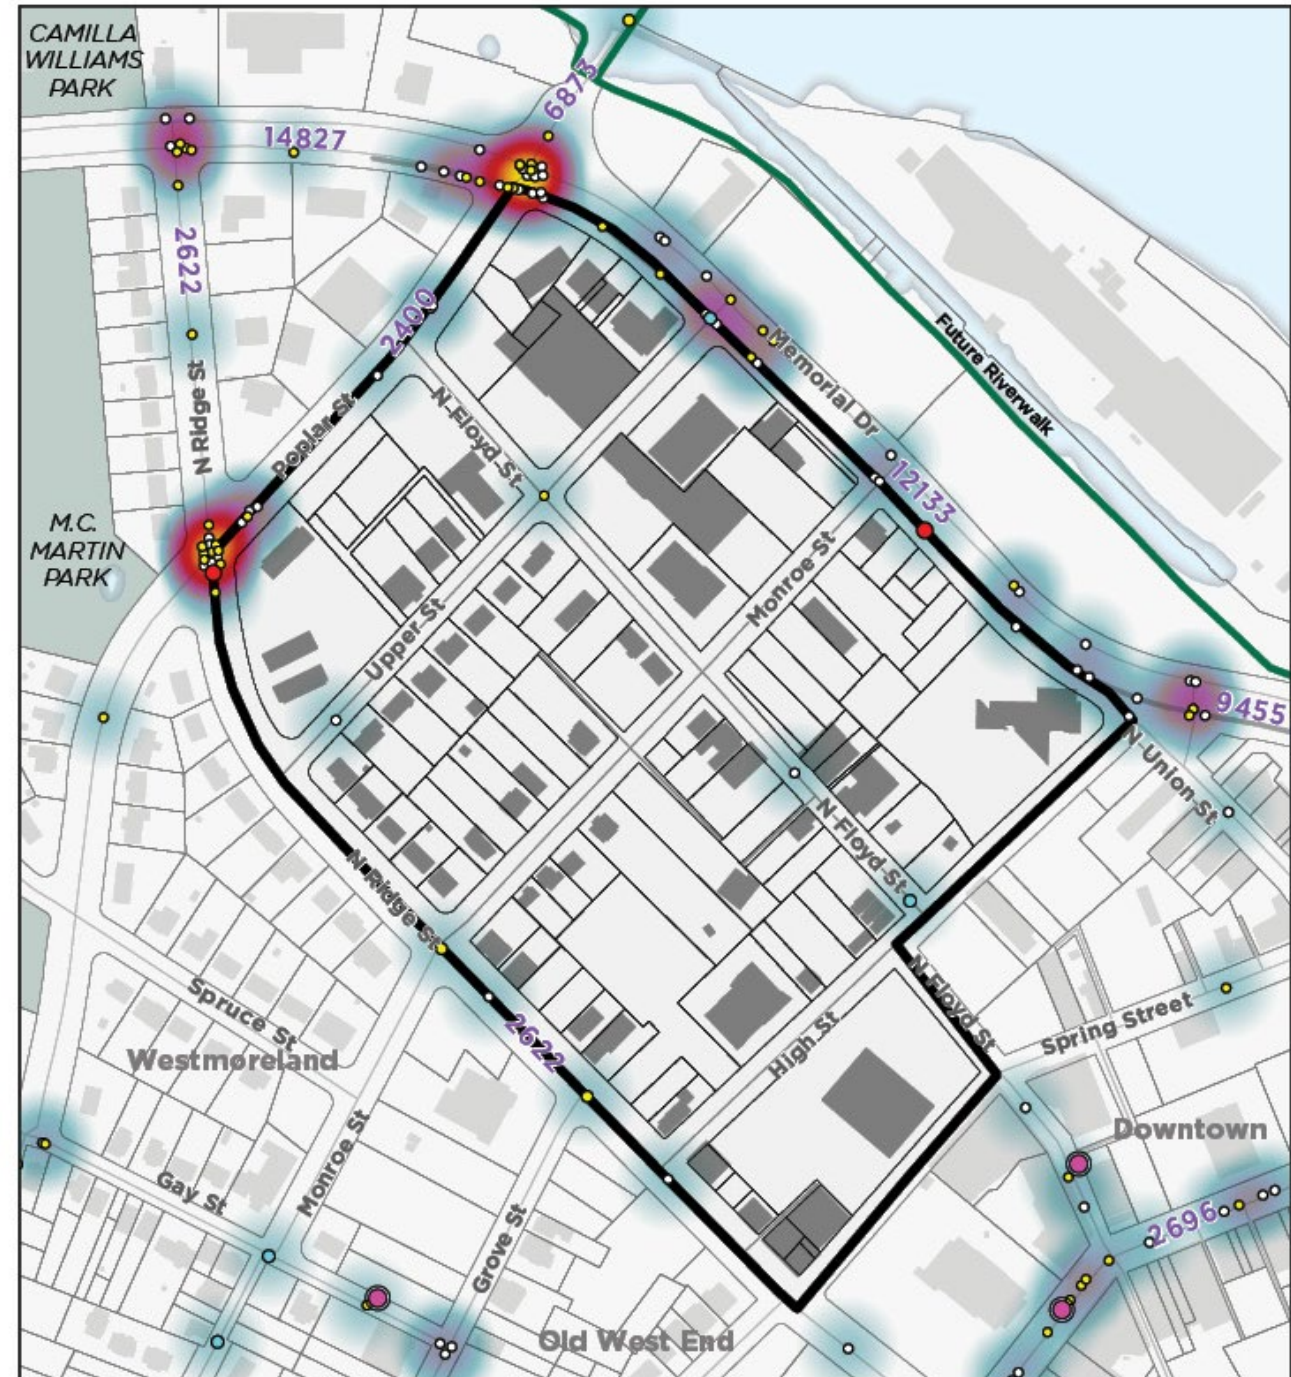 CAMILLA
WILLIAMS
PARK
6873
14827
2622
2400
Future Riverwalk
Memorial Dr
N Ridge St
Poplar St
N Floyd St
12133
M.C.
MARTIN
PARK
Monroe St
Upper St
9455
N Union St
N Floyd St
N Ridge St
N Floyd St
Spruce St
Spring Street
Westmoreland
2622
High St
Downtown
Monroe St
Gay St
2696
Grove St
Old West End